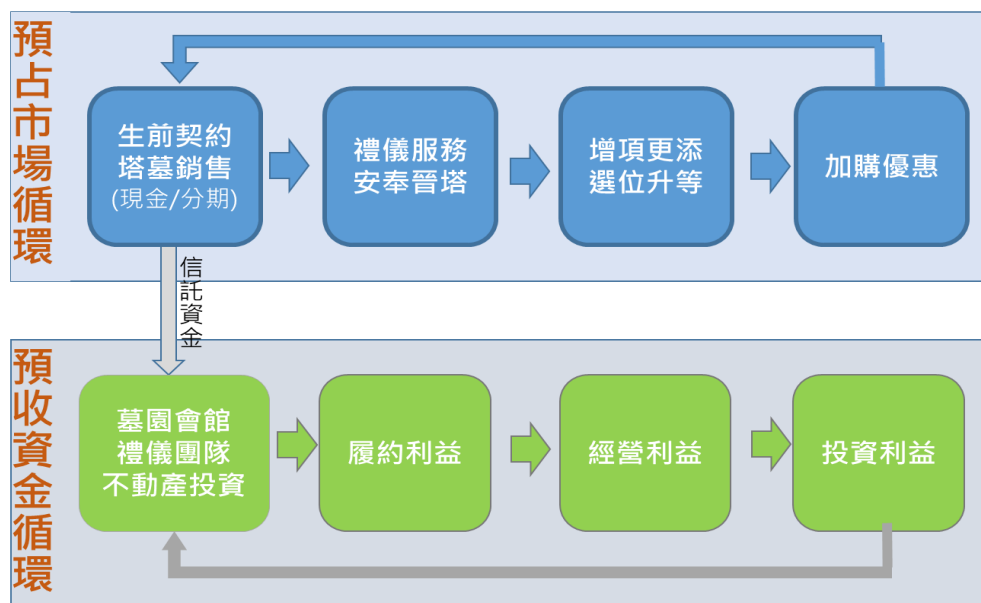 預占市場循環
生前契約
塔墓銷售
(現金/分期)
禮儀服務
安奉晉塔
增項更添
選位升等
加購優惠
信託資金
預收資金循環
墓園會館
禮儀團隊
不動產投資
履約利益
經營利益
投資利益